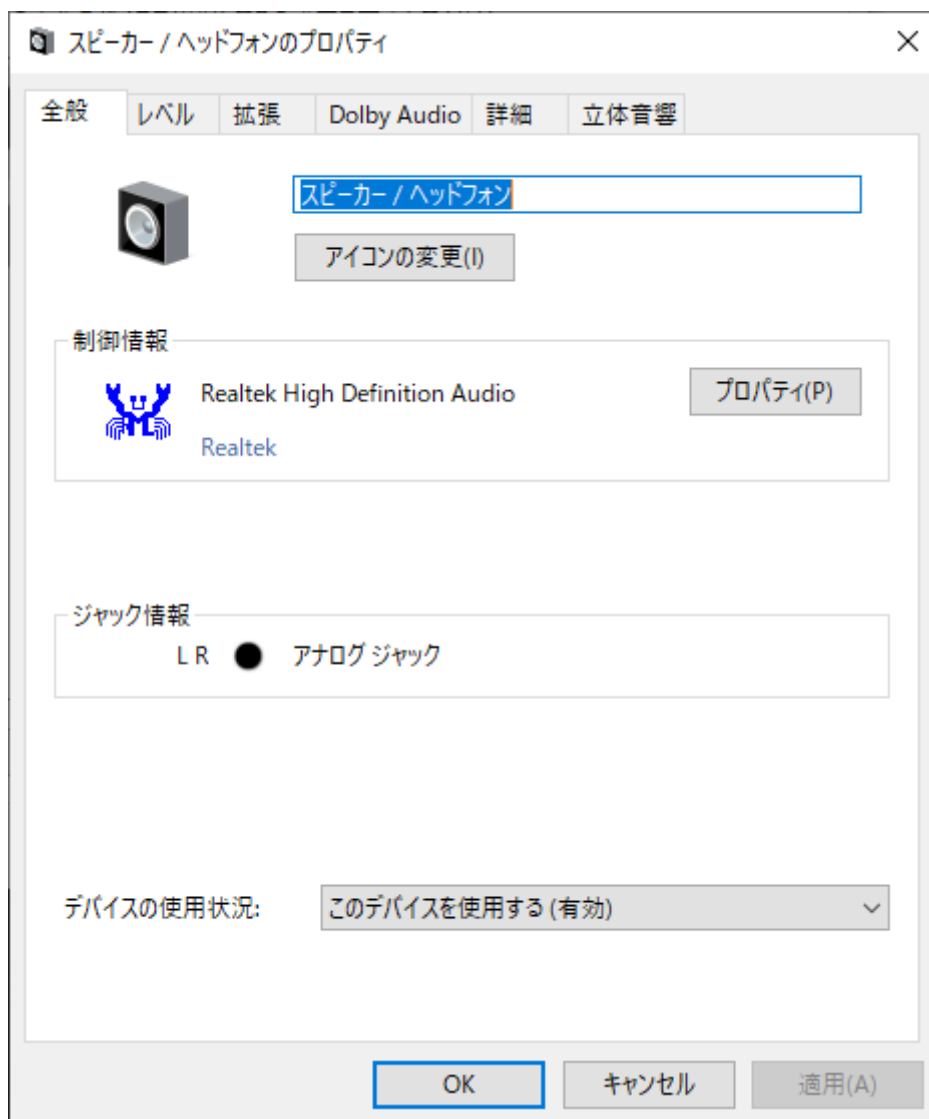 スピーカー / ヘッドフォンのプロパティ
全般 レベル 拡張 Dolby Audio 詳細 立体音響
スピーカー / ヘッドフォン
アイコンの変更(I)
制御情報
Realtek High Definition Audio
プロパティ(P)
Realtek
ジャック情報
L R アナログ ジャック
デバイスの使用状況: このデバイスを使用する (有効)
OK キャンセル 適用(A)